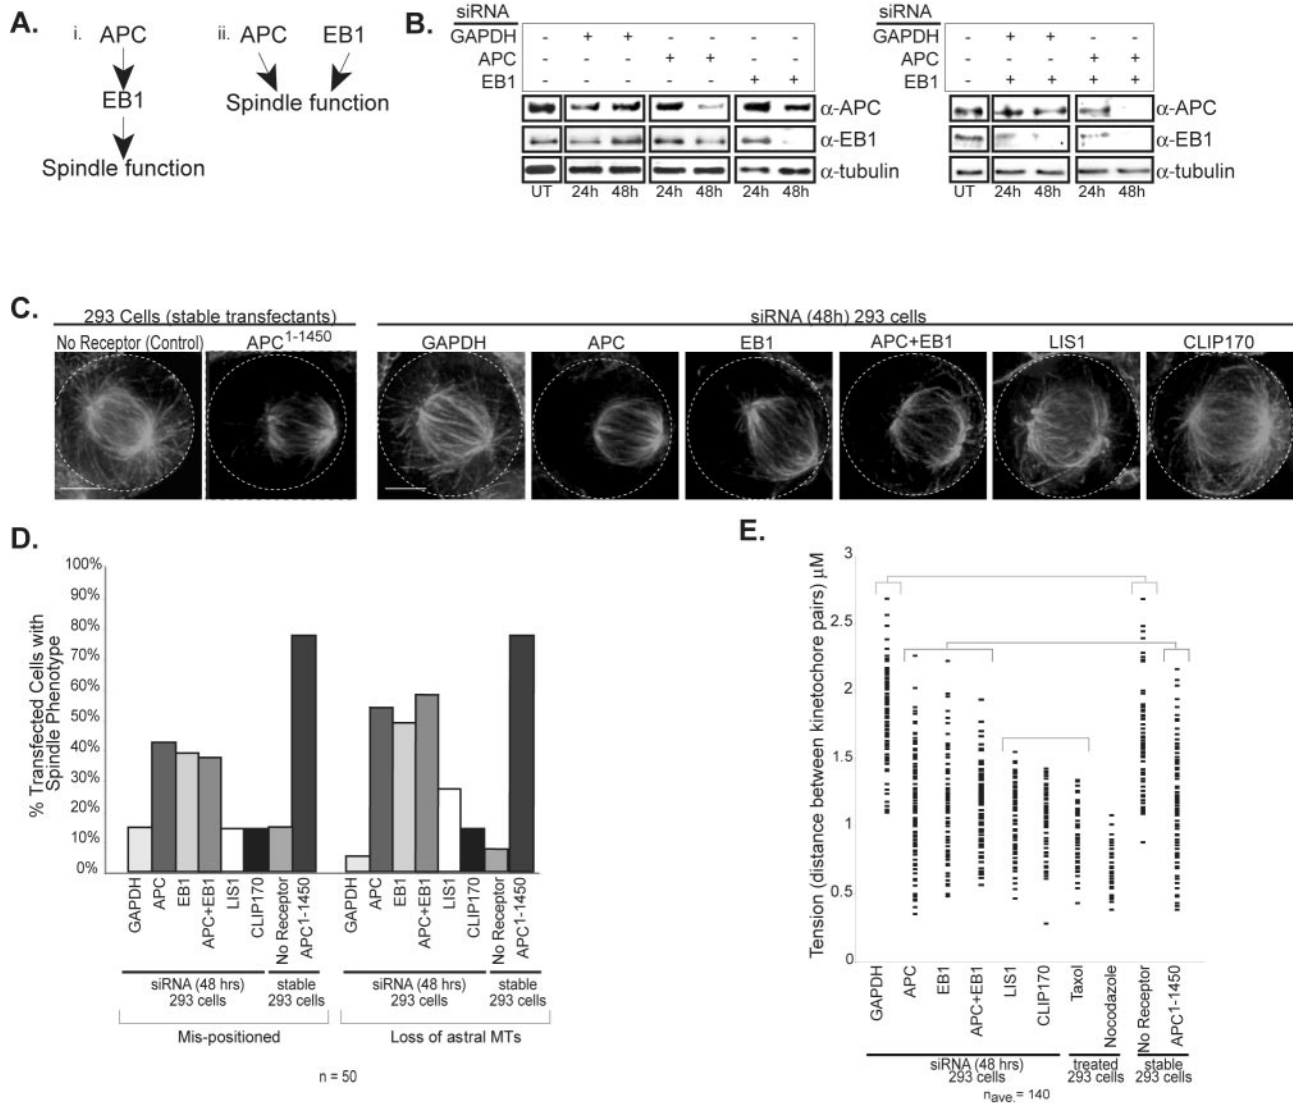 A.
i. APC
EB1
Spindle function
ii. APC EB1
Spindle function
B.
siRNA
GAPDH - + + - - - -
APC - - - + + - -
EB1 - - - - - + +
α-APC
α-EB1
α-tubulin
UT 24h 48h 24h 48h 24h 48h
siRNA
GAPDH - + + - -
APC - - - + +
EB1 - + + + +
α-APC
α-EB1
α-tubulin
UT 24h 48h 24h 48h
C.
293 Cells (stable transfectants)
No Receptor (Control) APC1-1450
siRNA (48h) 293 cells
GAPDH APC EB1 APC+EB1 LIS1 CLIP170
D.
% Transfected Cells with
Spindle Phenotype
100%
90%
80%
70%
60%
50%
40%
30%
20%
10%
0%
GAPDH
APC
EB1
APC+EB1
LIS1
CLIP170
No Receptor
APC1-1450
GAPDH
APC
EB1
APC+EB1
LIS1
CLIP170
No Receptor
APC1-1450
siRNA (48 hrs)
293 cells
stable
293 cells
siRNA (48 hrs)
293 cells
stable
293 cells
Mis-positioned
Loss of astral MTs
n = 50
E.
Tension (distance between kinetochore pairs) μM
3
2.5
2
1.5
1
0.5
0
GAPDH
APC
EB1
APC+EB1
LIS1
CLIP170
Taxol
Nocodazole
No Receptor
APC1-1450
siRNA (48 hrs)
293 cells
treated
293 cells
stable
293 cells
nave. = 140